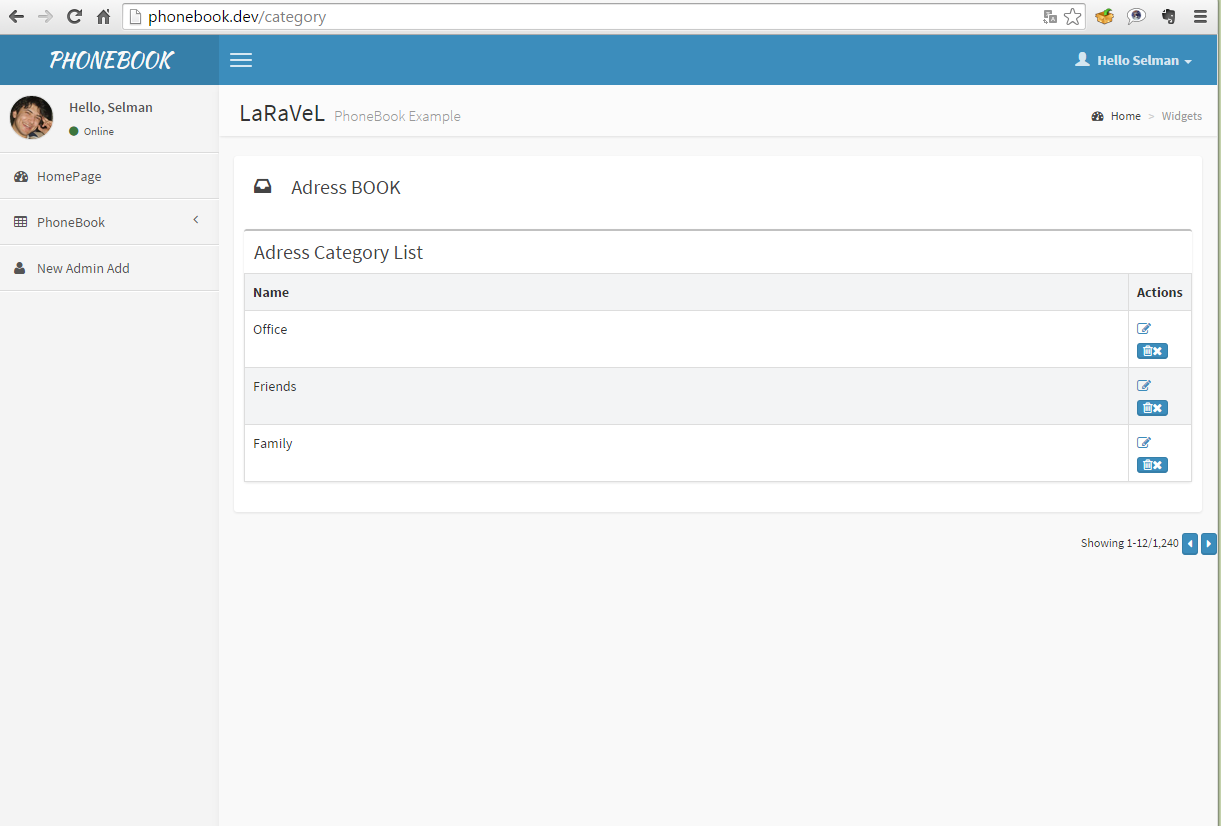 phonebook.dev/category
PHONEBOOK
Hello Selman
Hello, Selman
Online
HomePage
PhoneBook
New Admin Add
LaRaVeL PhoneBook Example
Home > Widgets
Adress BOOK
Adress Category List
Name Actions
Office
Friends
Family
Showing 1-12/1,240